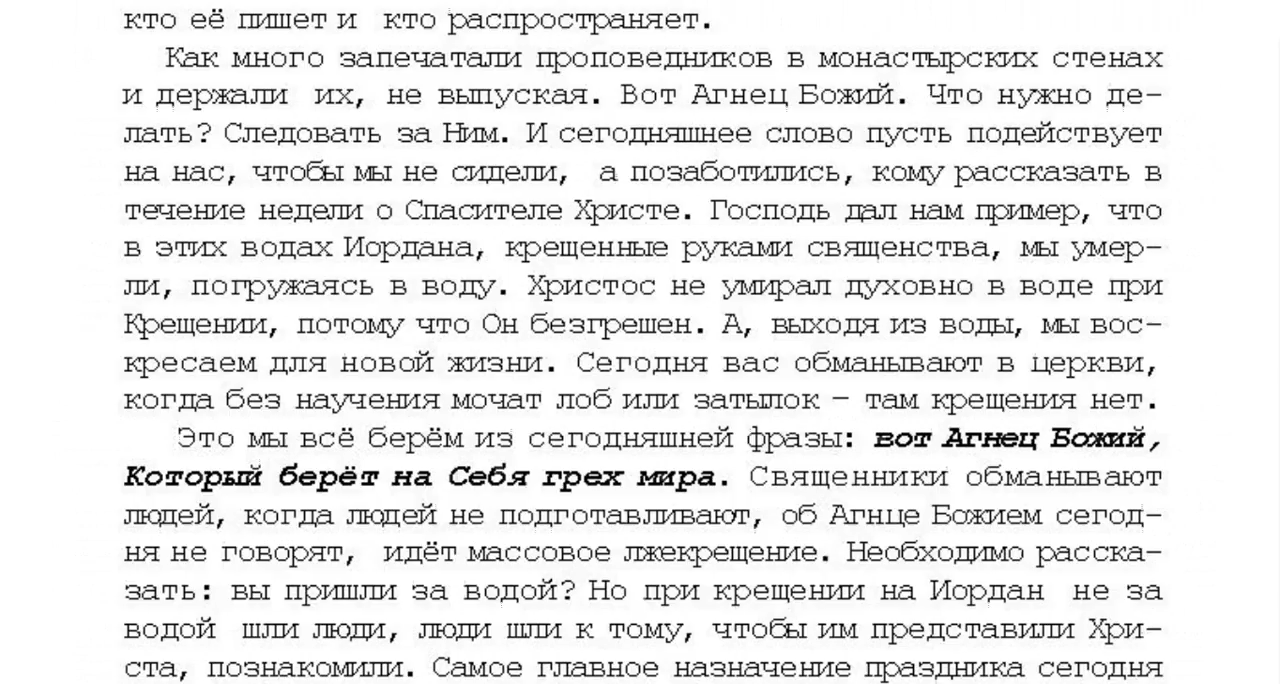 кто её пишет и кто распространяет.
Как много запечатали проповедников в монастырских стенах
и держали их, не выпуская. Вот Агнец Божий. Что нужно де-
лать? Следовать за Ним. И сегодняшнее слово пусть подействует
на нас, чтобы мы не сидели, а позаботились, кому рассказать в
течение недели о Спасителе Христе. Господь дал нам пример, что
в этих водах Иордана, крещенные руками священства, мы умер-
ли, погружаясь в воду. Христос не умирал духовно в воде при
Крещении, потому что Он безгрешен. А, выходя из воды, мы вос-
кресаем для новой жизни. Сегодня вас обманывают в церкви,
когда без научения мочат лоб или затылок – там крещения нет.
Это мы всё берём из сегодняшней фразы: вот Агнец Божий,
Который берёт на Себя грех мира. Священники обманывают
людей, когда людей не подготавливают, об Агнце Божием сегод-
ня не говорят, идёт массовое лжекрещение. Необходимо расска-
зать: вы пришли за водой? Но при крещении на Иордан не за
водой шли люди, люди шли к тому, чтобы им представили Хри-
ста, познакомили. Самое главное назначение праздника сегодня